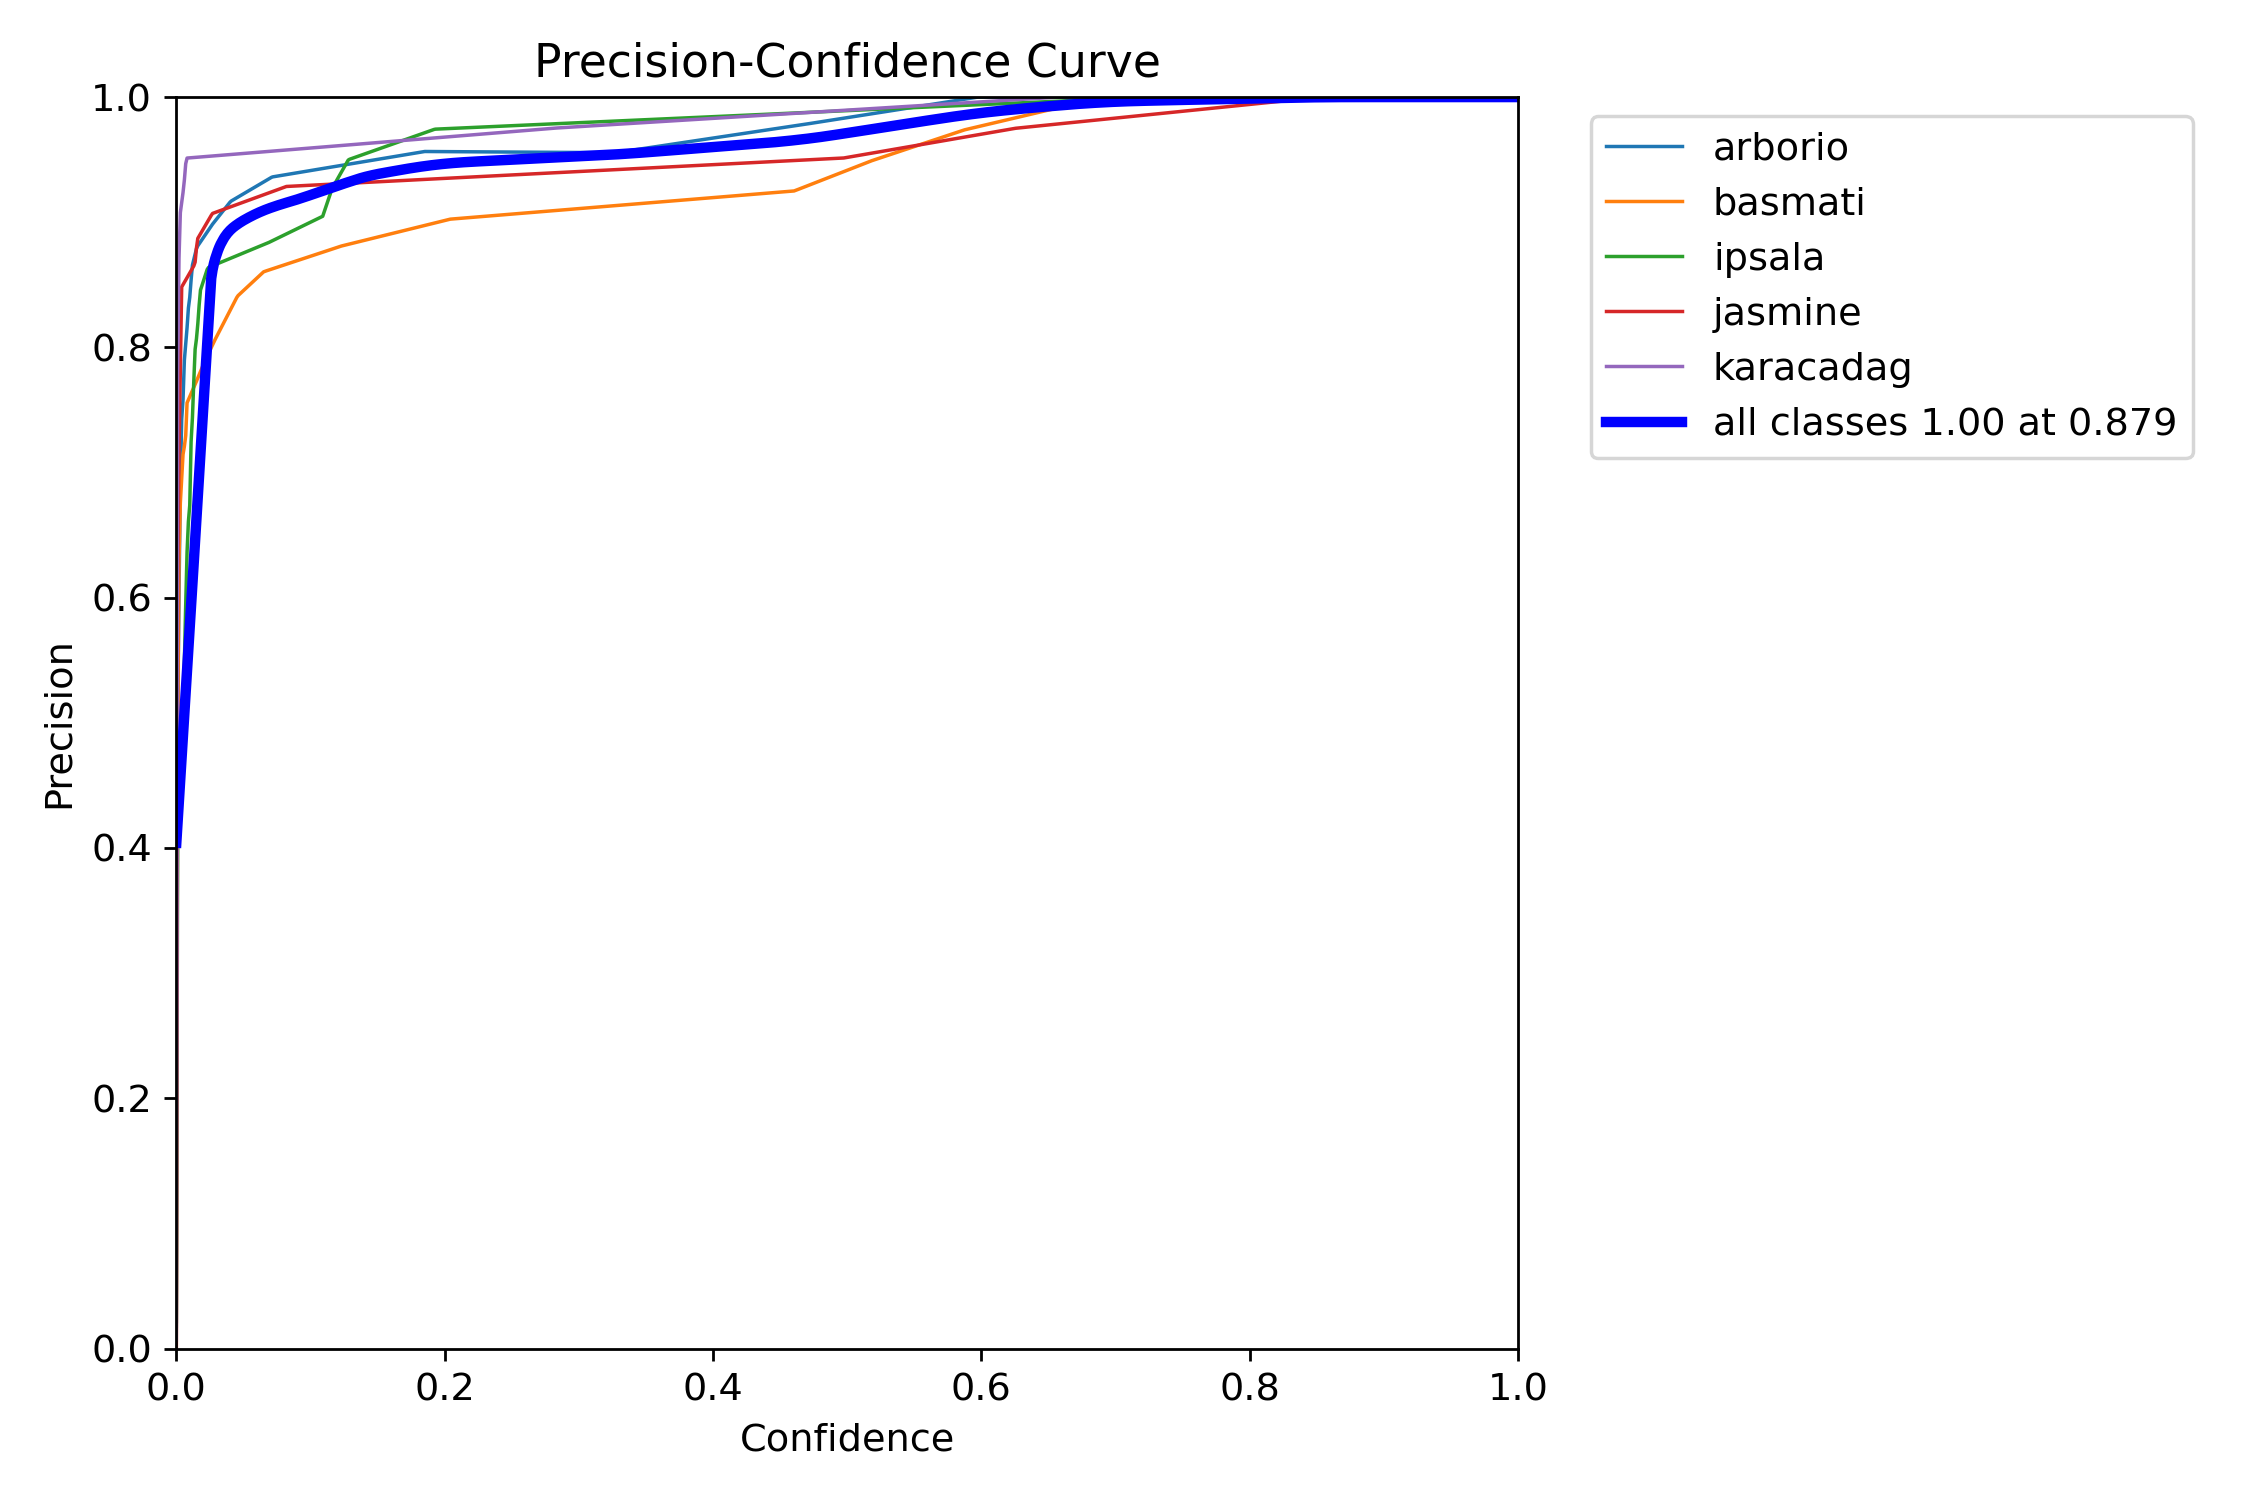 Precision-Confidence Curve
1.0
0.8
0.6
0.4
0.2
0.0
Precision
0.0 0.2 0.4 0.6 0.8 1.0
Confidence
arborio
basmati
ipsala
jasmine
karacadag
all classes 1.00 at 0.879